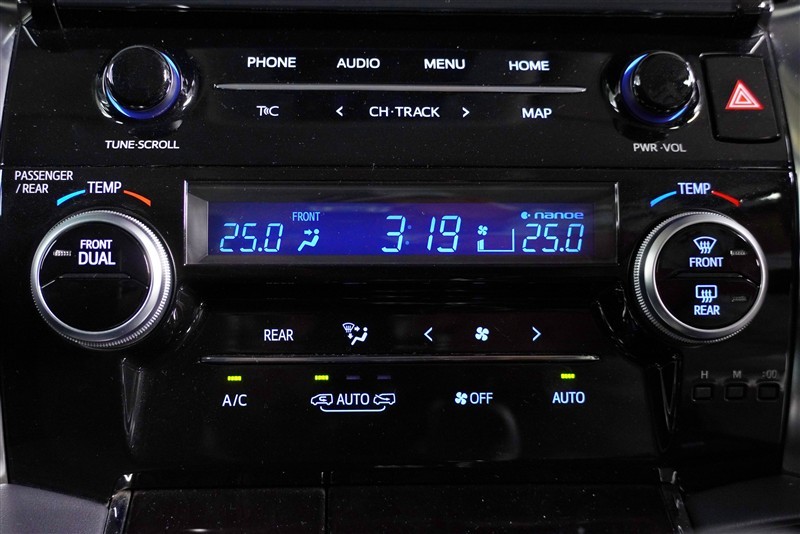 PHONE AUDIO MENU HOME
T CH·TRACK MAP
TUNE·SCROLL PWR·VOL
PASSENGER
/REAR
TEMP TEMP
FRONT
DUAL
FRONT nanoe
25.0 3:19 25.0
FRONT
REAR
REAR
A/C AUTO OFF AUTO
H M :00